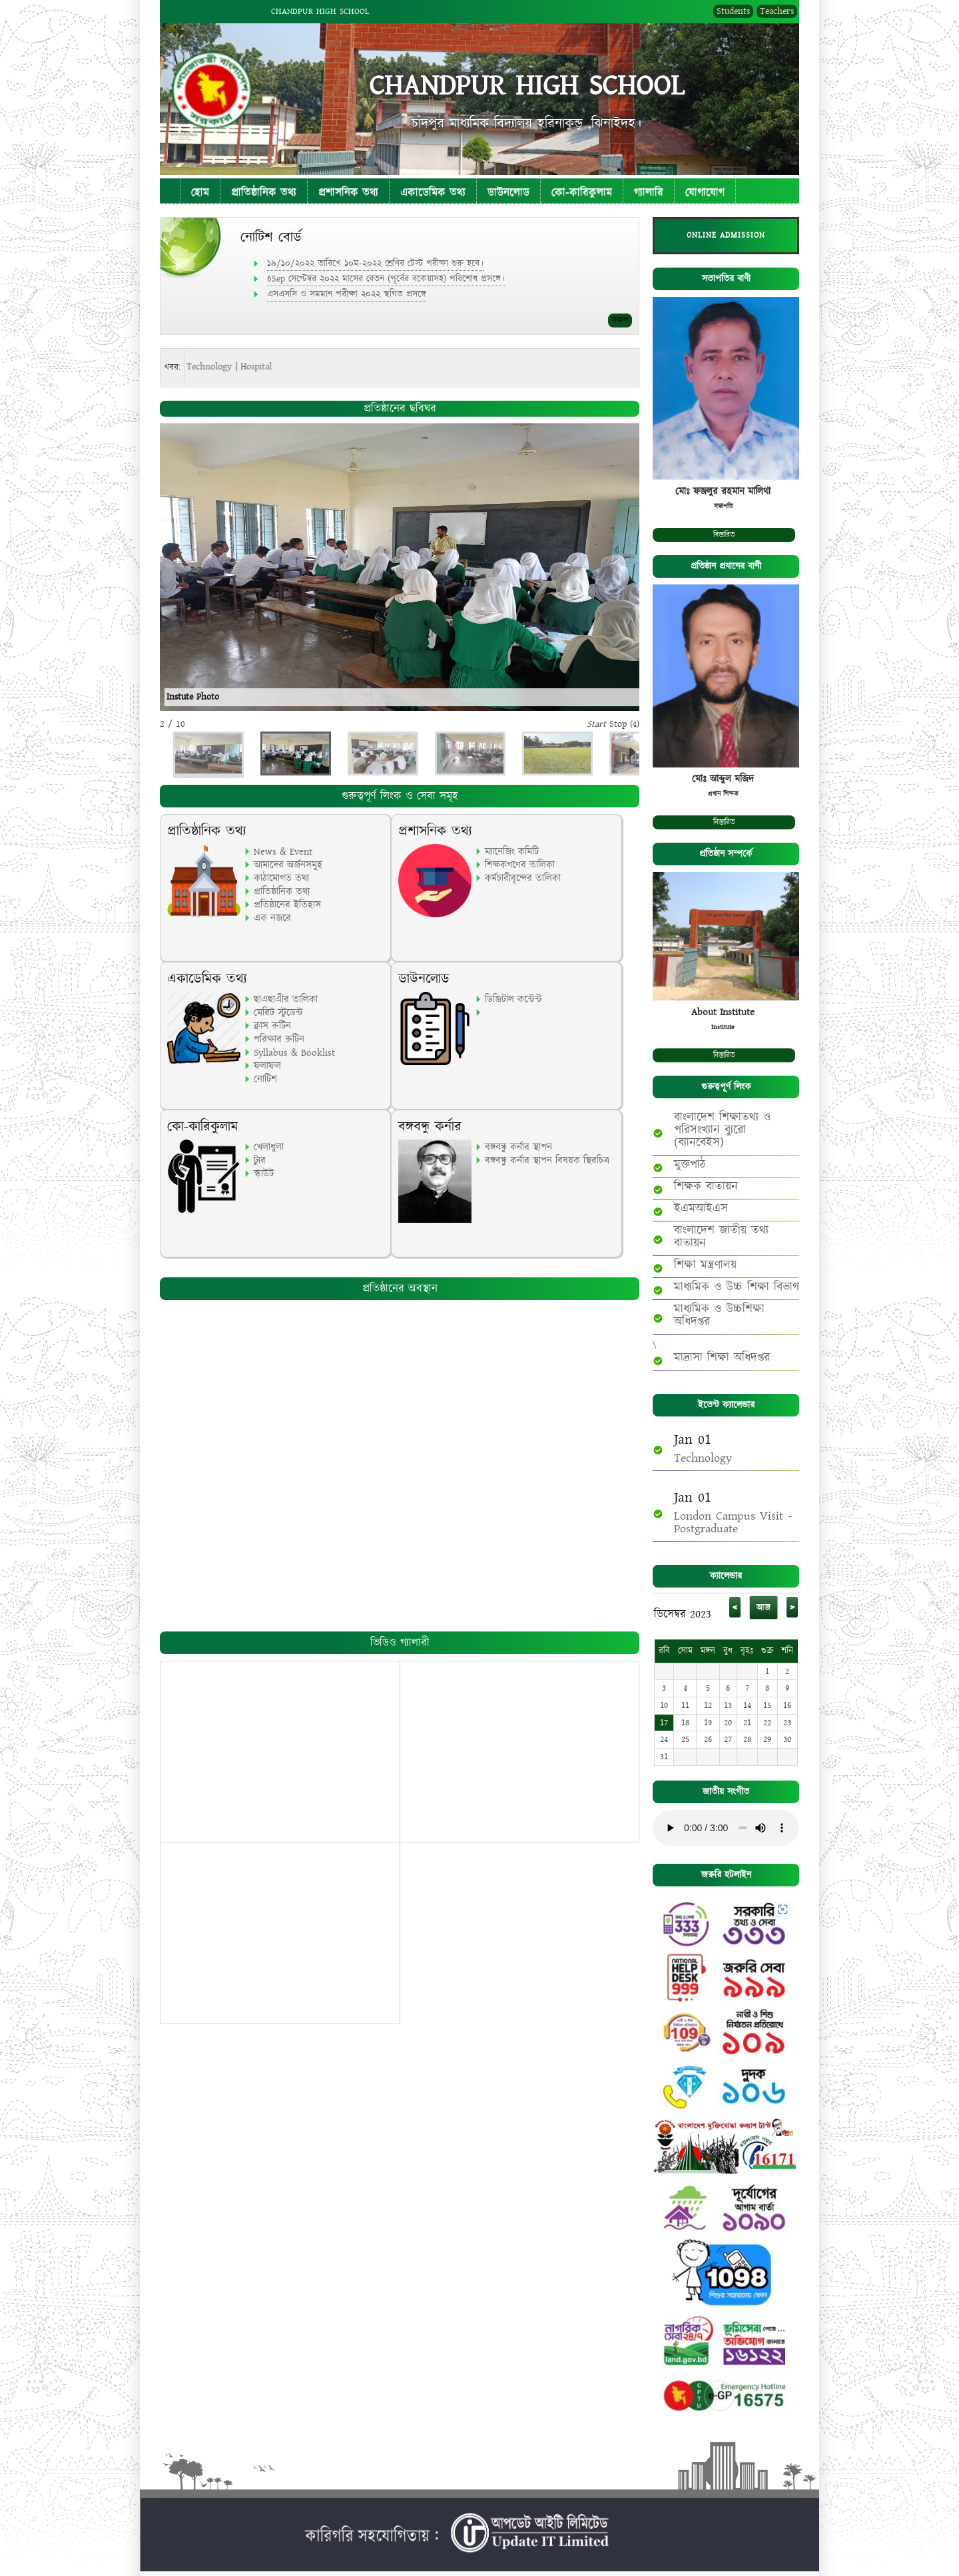 CHANDPUR HIGH SCHOOL
Students Teachers
CHANDPUR HIGH SCHOOL
চাঁদপুর মাধ্যমিক বিদ্যালয় হরিনাকুন্ডু ,ঝিনাইদহ।
হোম প্রাতিষ্ঠানিক তথ্য প্রশাসনিক তথ্য একাডেমিক তথ্য ডাউনলোড কো-কারিকুলাম গ্যালারি যোগাযোগ
নোটিশ বোর্ড
১৯/১০/২০২২ তারিখে ১০ম-২০২২ শ্রেণির টেস্ট পরীক্ষা শুরু হবে।
6Sep সেপ্টেম্বর ২০২২ মাসের বেতন (পূর্বের বকেয়াসহ) পরিশোধ প্রসঙ্গে।
এসএসসি ও সমমান পরীক্ষা ২০২২ স্থগিত প্রসঙ্গে
সকল
খবর: Technology | Hospital
প্রতিষ্ঠানের ছবিঘর
Instute Photo
2 / 10
Start Stop (4)
গুরুত্বপূর্ণ লিংক ও সেবা সমূহ
প্রাতিষ্ঠানিক তথ্য
News & Event
আমাদের অর্জনসমূহ
কাঠামোগত তথ্য
প্রাতিষ্ঠানিক তথ্য
প্রতিষ্ঠানের ইতিহাস
এক নজরে
প্রশাসনিক তথ্য
ম্যানেজিং কমিটি
শিক্ষকগণের তালিকা
কর্মচারীবৃন্দের তালিকা
একাডেমিক তথ্য
ছাএছাএীর তালিকা
মেরিট স্টুডেন্ট
ক্লাস রুটিন
পরিক্ষার রুটিন
Syllabus & Booklist
ফলাফল
নোটিশ
ডাউনলোড
ডিজিটাল কন্টেন্ট
কো-কারিকুলাম
খেলাধুলা
ট্যুর
স্কাউট
বঙ্গবন্ধু কর্নার
বঙ্গবন্ধু কর্নার স্থাপন
বঙ্গবন্ধু কর্নার স্থাপন বিষয়ক স্থিরচিত্র
প্রতিষ্ঠানের অবস্থান
ভিডিও গ্যালারী
ONLINE ADMISSION
সভাপতির বাণী
মোঃ ফজলুর রহমান মালিথা
সভাপতি
বিস্তারিত
প্রতিষ্ঠান প্রধানের বাণী
মোঃ আব্দুল মজিদ
প্রধান শিক্ষক
বিস্তারিত
প্রতিষ্ঠান সম্পর্কে
About Institute
Institute
বিস্তারিত
গুরুত্বপূর্ণ লিংক
বাংলাদেশ শিক্ষাতথ্য ও
পরিসংখ্যান ব্যুরো
(ব্যানবেইস)
মুক্তপাঠ
শিক্ষক বাতায়ন
ইএমআইএস
বাংলাদেশ জাতীয় তথ্য
বাতায়ন
শিক্ষা মন্ত্রণালয়
মাধ্যমিক ও উচ্চ শিক্ষা বিভাগ
মাধ্যমিক ও উচ্চশিক্ষা
অধিদপ্তর
\
মাদ্রাসা শিক্ষা অধিদপ্তর
ইভেন্ট ক্যালেন্ডার
Jan 01
Technology
Jan 01
London Campus Visit -
Postgraduate
ক্যালেন্ডার
ডিসেম্বর 2023 < আজ >
রবি সোম মঙ্গল বুধ বৃহঃ শুক্র শনি
1 2
3 4 5 6 7 8 9
10 11 12 13 14 15 16
17 18 19 20 21 22 23
24 25 26 27 28 29 30
31
জাতীয় সংগীত
0:00 / 3:00
জরুরি হটলাইন
সরকারি
তথ্য ও সেবা
333 ৩৩৩
NATIONAL
HELP
DESK
999
জরুরি সেবা
৯৯৯
নারী ও শিশু
নির্যাতন প্রতিরোধে
109 ১০৯
দুদক
১০৬
বাংলাদেশ মুক্তিযোদ্ধা কল্যাণ ট্রাস্ট
16171
দূর্যোগের
আগাম বার্তা
১০৯০
1098
শিশুর সহায়তায় ফোন
নাগরিক
সেবা ২৪/৭
land.gov.bd
ভূমিসেবা পেতে ...
অভিযোগ জানাতে
১৬১২২
CPTU
e-GP
Emergency Hotline
16575
কারিগরি সহযোগিতায় :
আপডেট আইটি লিমিটেড
Update IT Limited